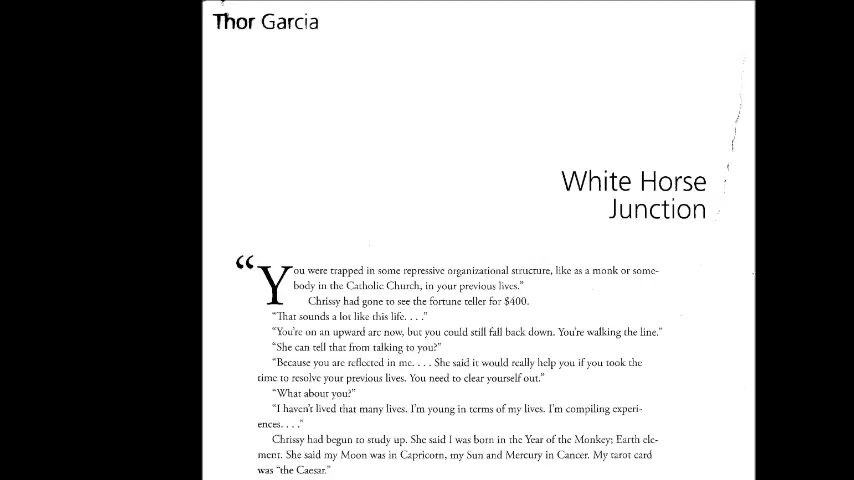 Thor Garcia
White Horse
Junction
“You were trapped in some repressive organizational structure, like as a monk or some-
body in the Catholic Church, in your previous lives.”
Chrissy had gone to see the fortune teller for $400.
“That sounds a lot like this life. . . .”
“You’re on an upward arc now, but you could still fall back down. You’re walking the line.”
“She can tell that from talking to you?”
“Because you are reflected in me. . . . She said it would really help you if you took the
time to resolve your previous lives. You need to clear yourself out.”
“What about you?”
“I haven’t lived that many lives. I’m young in terms of my lives. I’m compiling experi-
ences. . . .”
Chrissy had begun to study up. She said I was born in the Year of the Monkey; Earth ele-
ment. She said my Moon was in Capricorn, my Sun and Mercury in Cancer. My tarot card
was “the Caesar.”